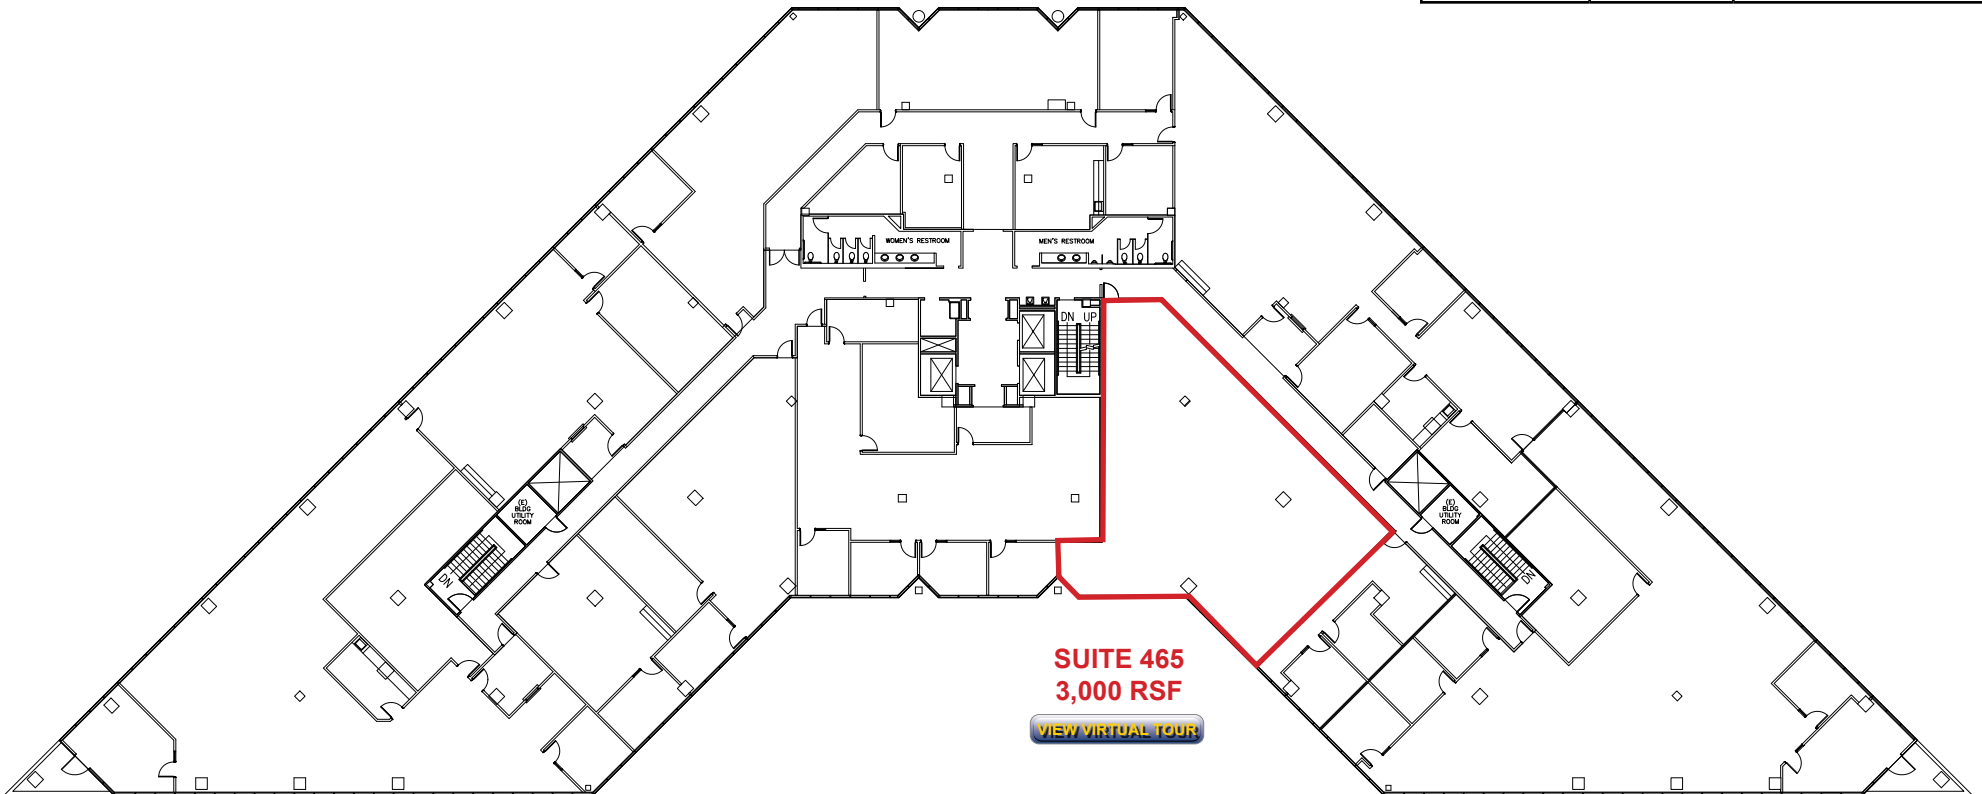 WOMEN'S RESTROOM
MEN'S RESTROOM
DN UP
(E)
BLDG
UTILITY
ROOM
(E)
BLDG
UTILITY
ROOM
DN
DN
SUITE 465
3,000 RSF
VIEW VIRTUAL TOUR